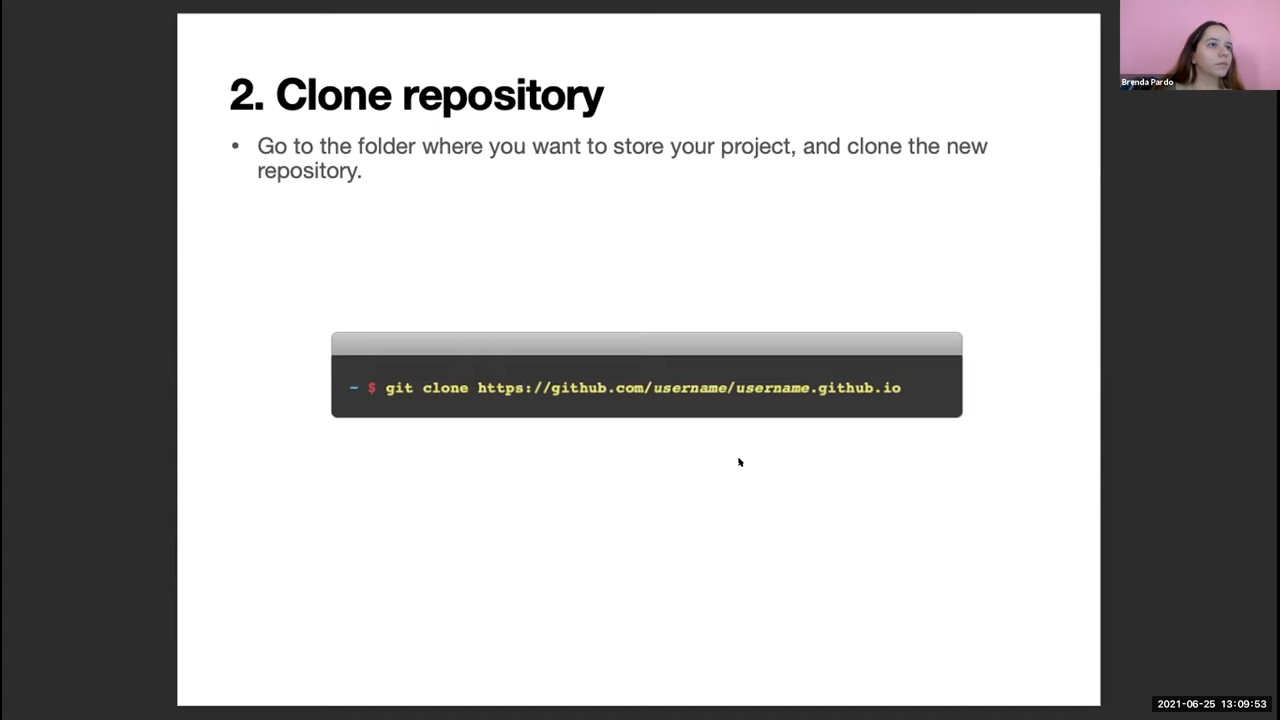 2. Clone repository
• Go to the folder where you want to store your project, and clone the new
repository.
~ $ git clone https://github.com/username/username.github.io
Brenda Pardo
2021-06-25 13:09:53